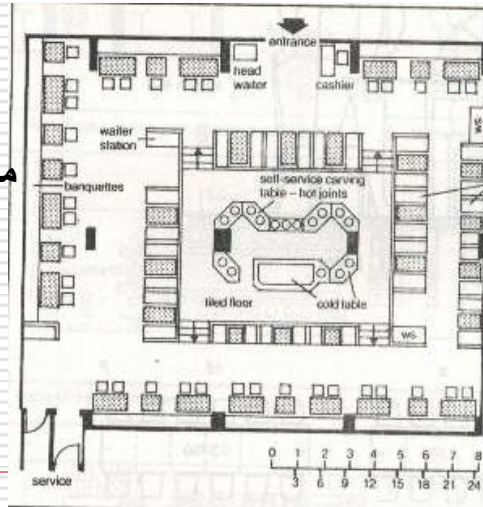 entrance
head
waiter
cashier
waiter
station
self-service carving
table – hot joints
banquettes
tiled floor
cold table
ws
service
0 1 2 3 4 5 6 7 8
3 6 9 12 15 18 21 24